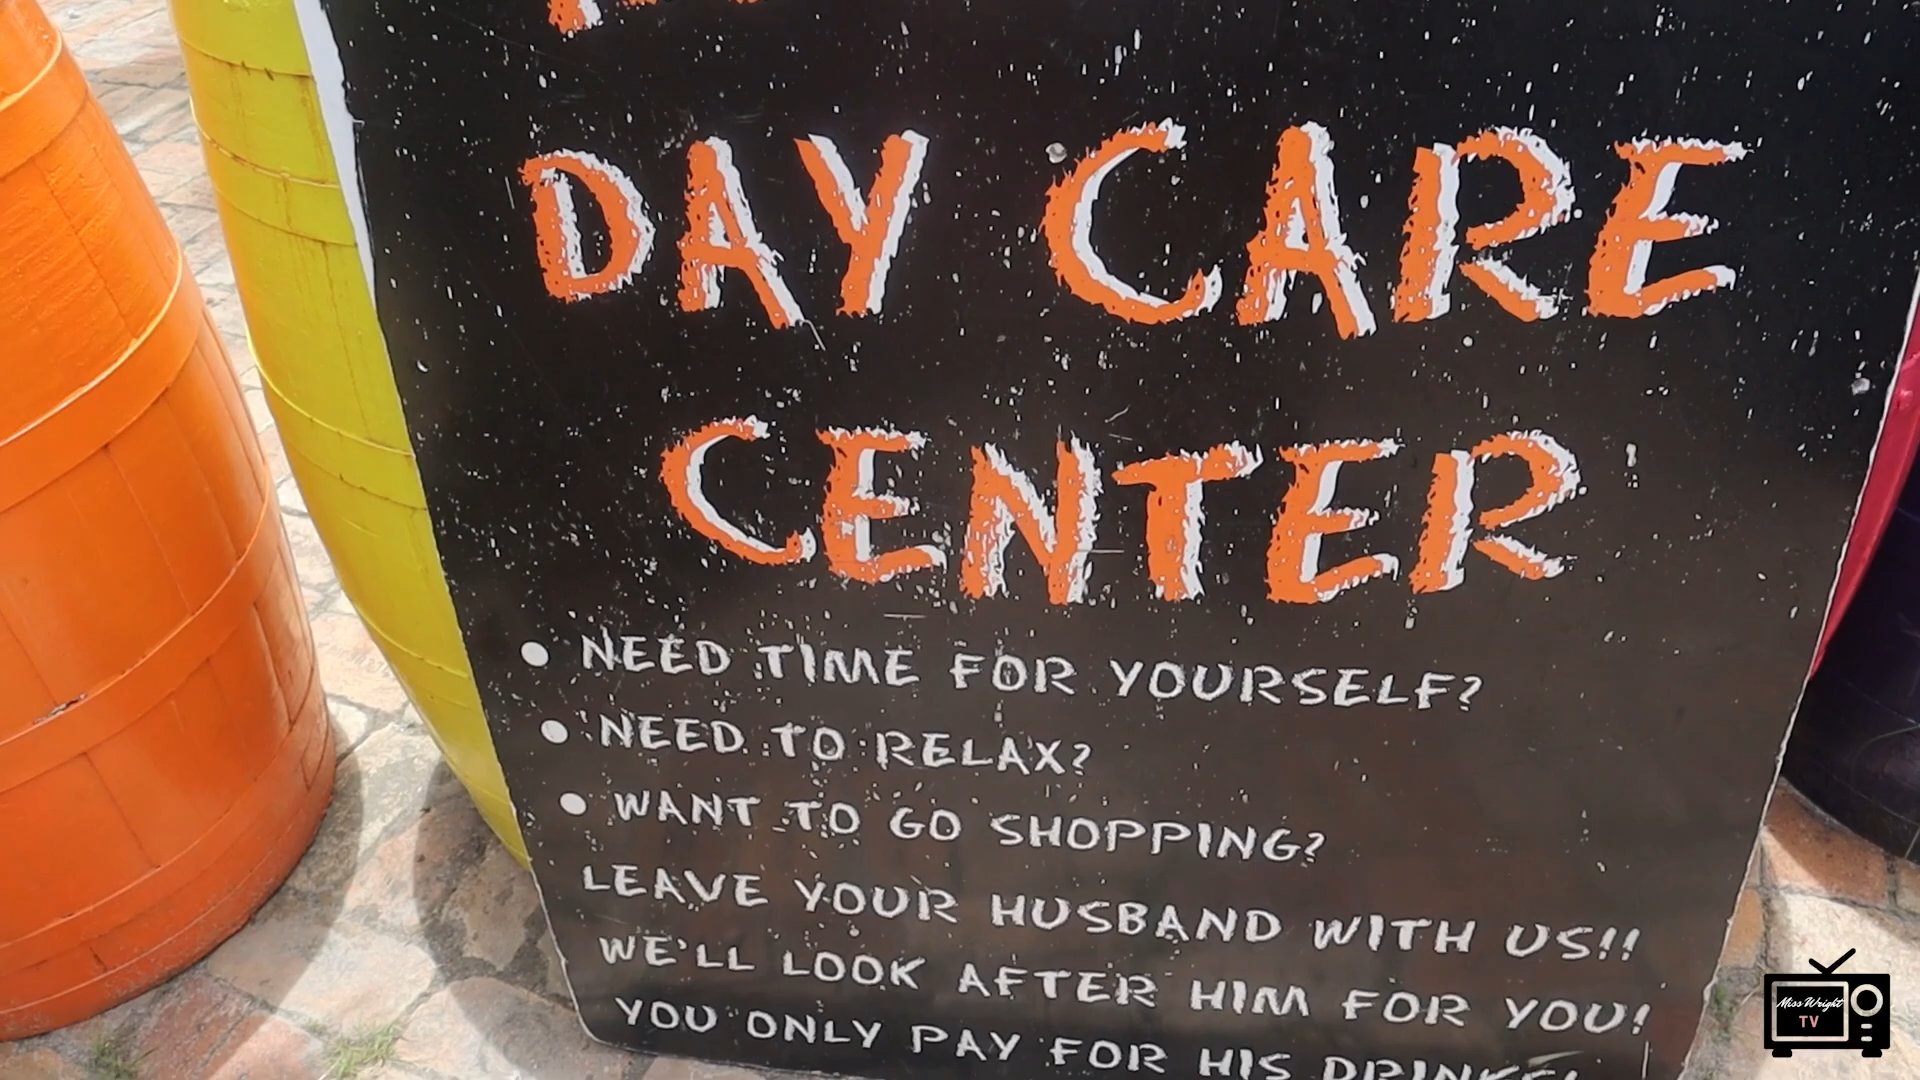 DAY CARE
CENTER
• NEED TIME FOR YOURSELF?
• NEED TO RELAX?
• WANT TO GO SHOPPING?
LEAVE YOUR HUSBAND WITH US!!
WE'LL LOOK AFTER HIM FOR YOU!
YOU ONLY PAY FOR HIS
Miss Wright
TV